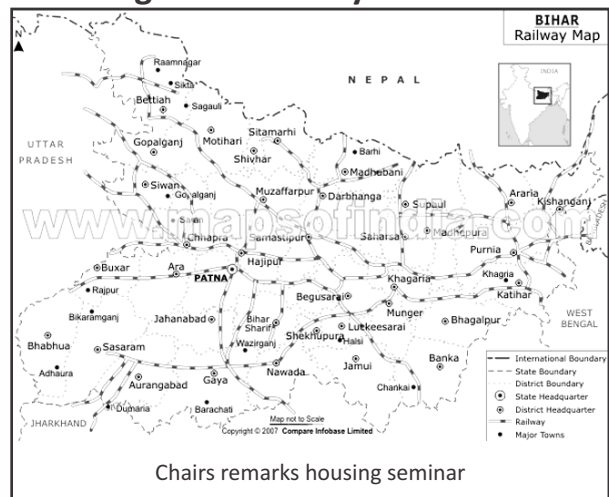 N
BIHAR
Railway Map
INDIA
NEPAL
Raamnagar
Sikta
Bettiah
Sagauli
UTTAR
PRADESH
Gopalganj
Motihari
Sitamarhi
Shivhar
Barhi
Madhubani
Siwan
Gopalganj
Muzaffarpur
Darbhanga
Supaul
Araria
Kishanganj
www.mapsofindia.com
Saran
Madhepura
BANGLADESH
Chhapra
Samastipur
Saharsa
Purnia
Hajipur
Buxar
Ara
PATNA
Khagaria
Khagria
Katihar
Rajpur
Begusarai
Munger
Bikaramganj
Jahanabad
Bihar
Sharif
Lutkeesarai
Bhagalpur
WEST
BENGAL
Shekhupura
Halsi
Bhabhua
Sasaram
Wazirganj
Nawada
Jamui
Banka
Adhaura
Aurangabad
Gaya
Chankai
Dumaria
Barachati
JHARKHAND
Map not to Scale
Copyright © 2007 Compare Infobase Limited
International Boundary
State Boundary
District Boundary
State Headquarter
District Headquarter
Railway
Major Towns
Chairs remarks housing seminar